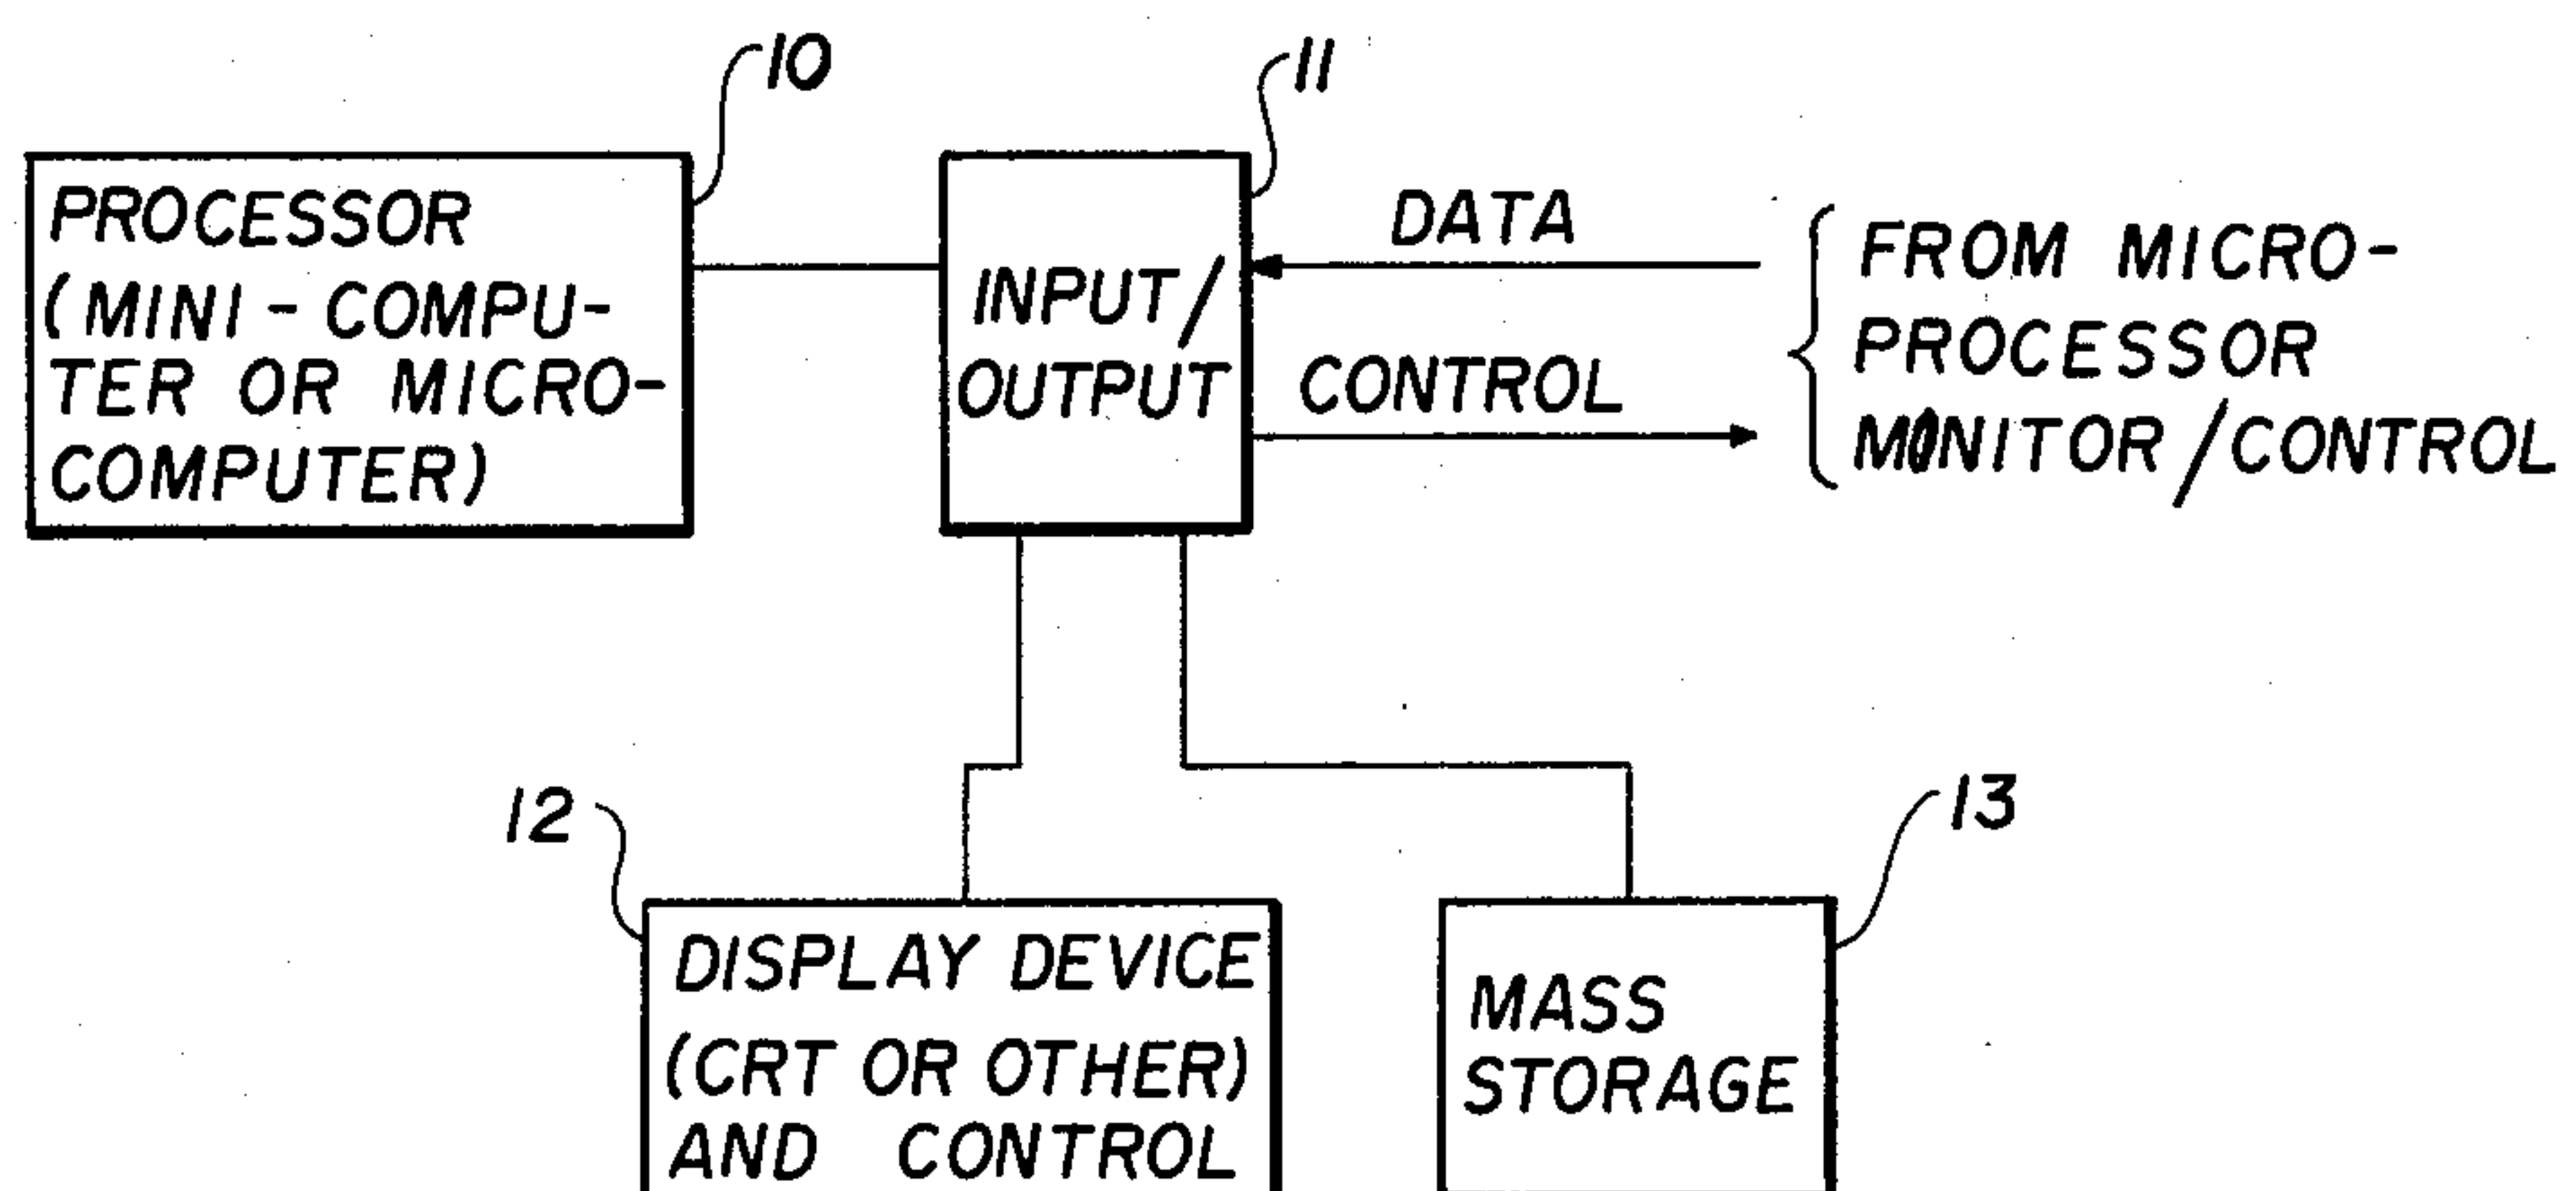 10
11
PROCESSOR
(MINI-COMPU-
TER OR MICRO-
COMPUTER)
INPUT/
OUTPUT
DATA
CONTROL
FROM MICRO-
PROCESSOR
MONITOR/CONTROL
12
13
DISPLAY DEVICE
(CRT OR OTHER)
AND CONTROL
MASS
STORAGE